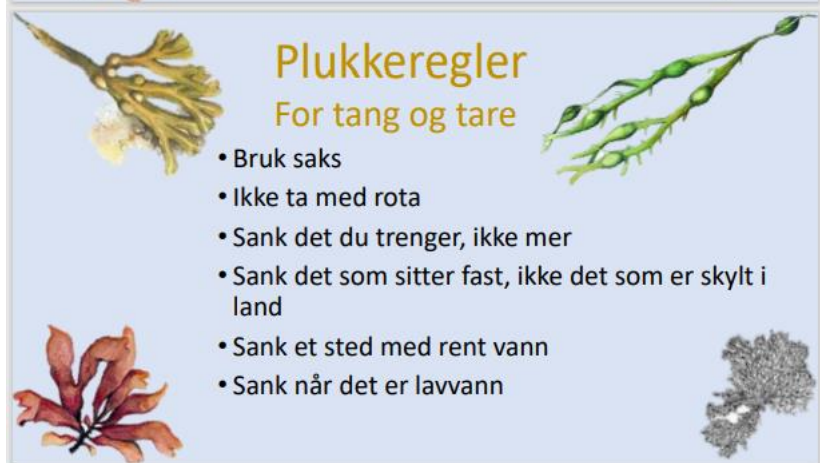 Plukkeregler
For tang og tare
• Bruk saks
• Ikke ta med rota
• Sank det du trenger, ikke mer
• Sank det som sitter fast, ikke det som er skylt i
land
• Sank et sted med rent vann
• Sank når det er lavvann